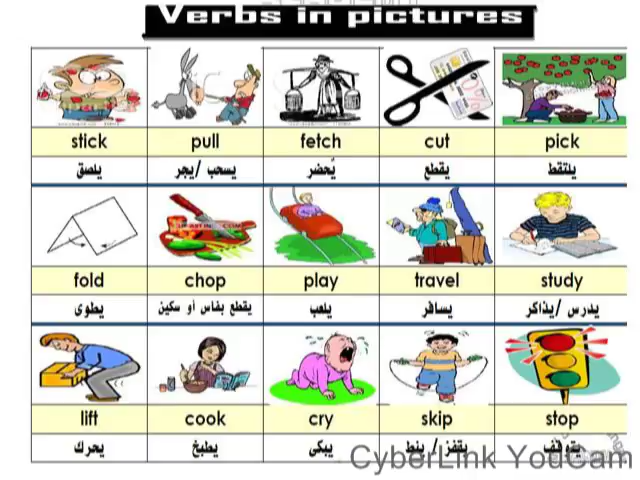 Verbs in pictures
stick pull fetch cut pick
يلصق يسحب /يجر يُحضر يقطع يلتقط
fold chop play travel study
يطوى يقطع بفاس أو سكين يلعب يسافر يدرس /يذاكر
lift cook cry skip stop
يحرك يطبخ يبكى يقفز/ ينط يتوقف
CyberLink YouCam